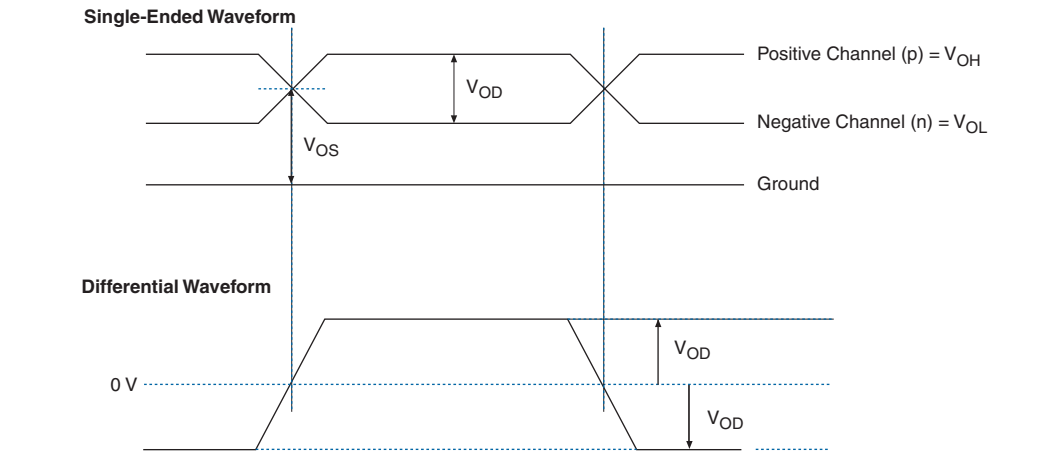 Single-Ended Waveform
Positive Channel (p) = VOH
VOD
Negative Channel (n) = VOL
VOS
Ground
Differential Waveform
VOD
0 V
VOD